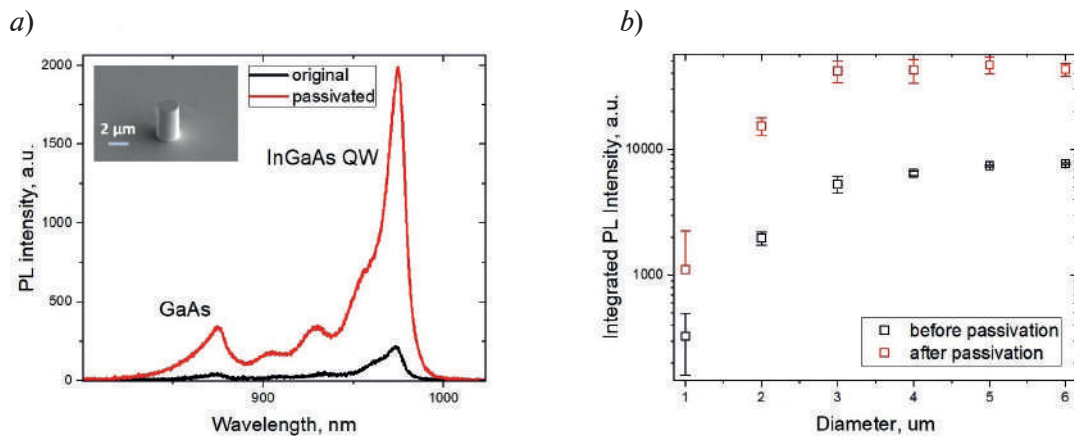 a)
PL intensity, a.u.
2000
1500
1000
500
250
0
2 μm
original
passivated
InGaAs QW
GaAs
900
1000
Wavelength, nm
b)
Integrated PL Intensity, a.u.
10000
1000
before passivation
after passivation
1
2
3
4
5
6
Diameter, um